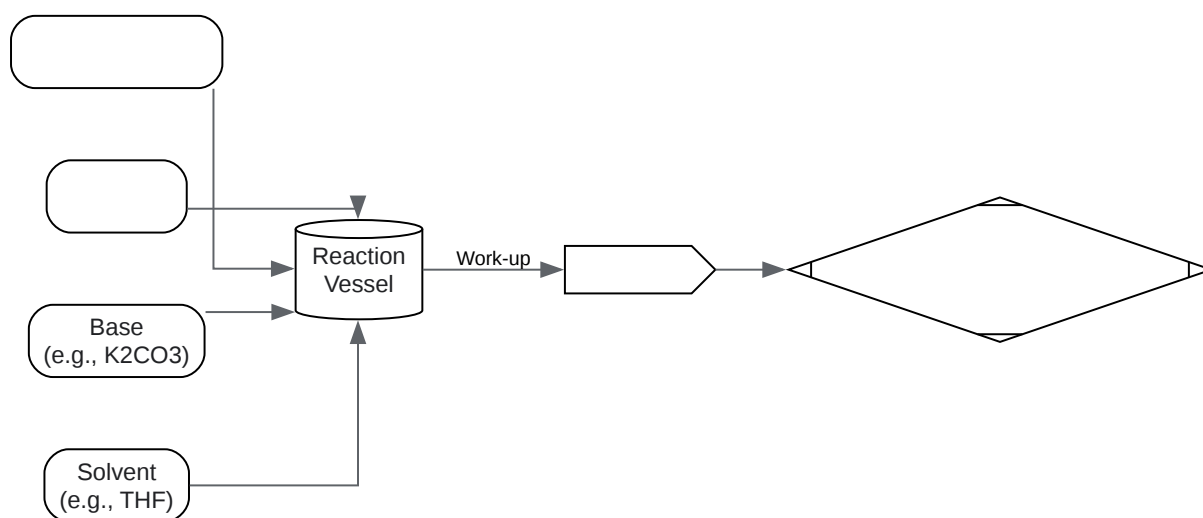 Reaction
Vessel
Work-up
Base
(e.g., K2CO3)
Solvent
(e.g., THF)